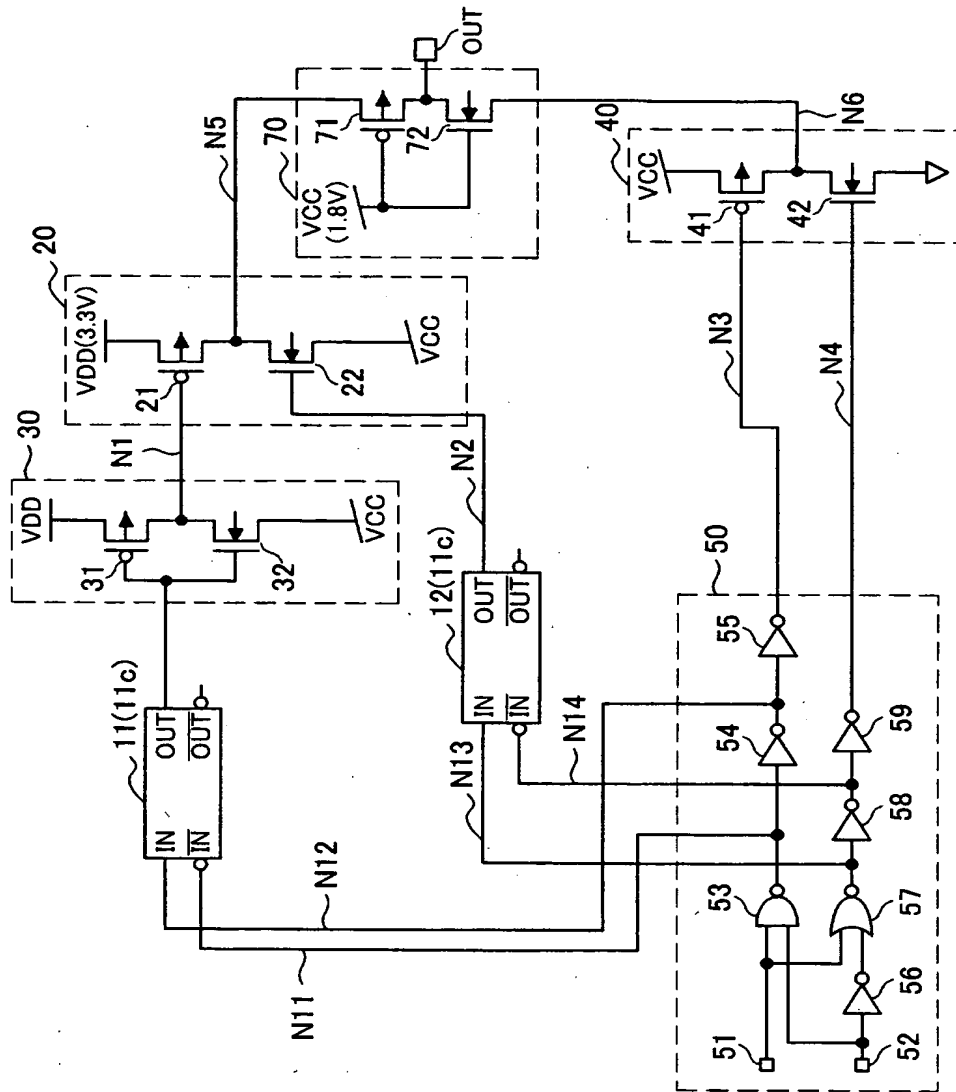 20
VDD(3.3V)
21
22
VCC
N5
70
VCC
(1.8V)
71
72
OUT
30
VDD
31
32
VCC
N1
N2
11(11c)
IN
OUT
IN
OUT
12(11c)
IN
OUT
IN
OUT
N12
N11
N13
N14
N3
N4
40
VCC
41
42
N6
50
51
52
53
54
55
56
57
58
59